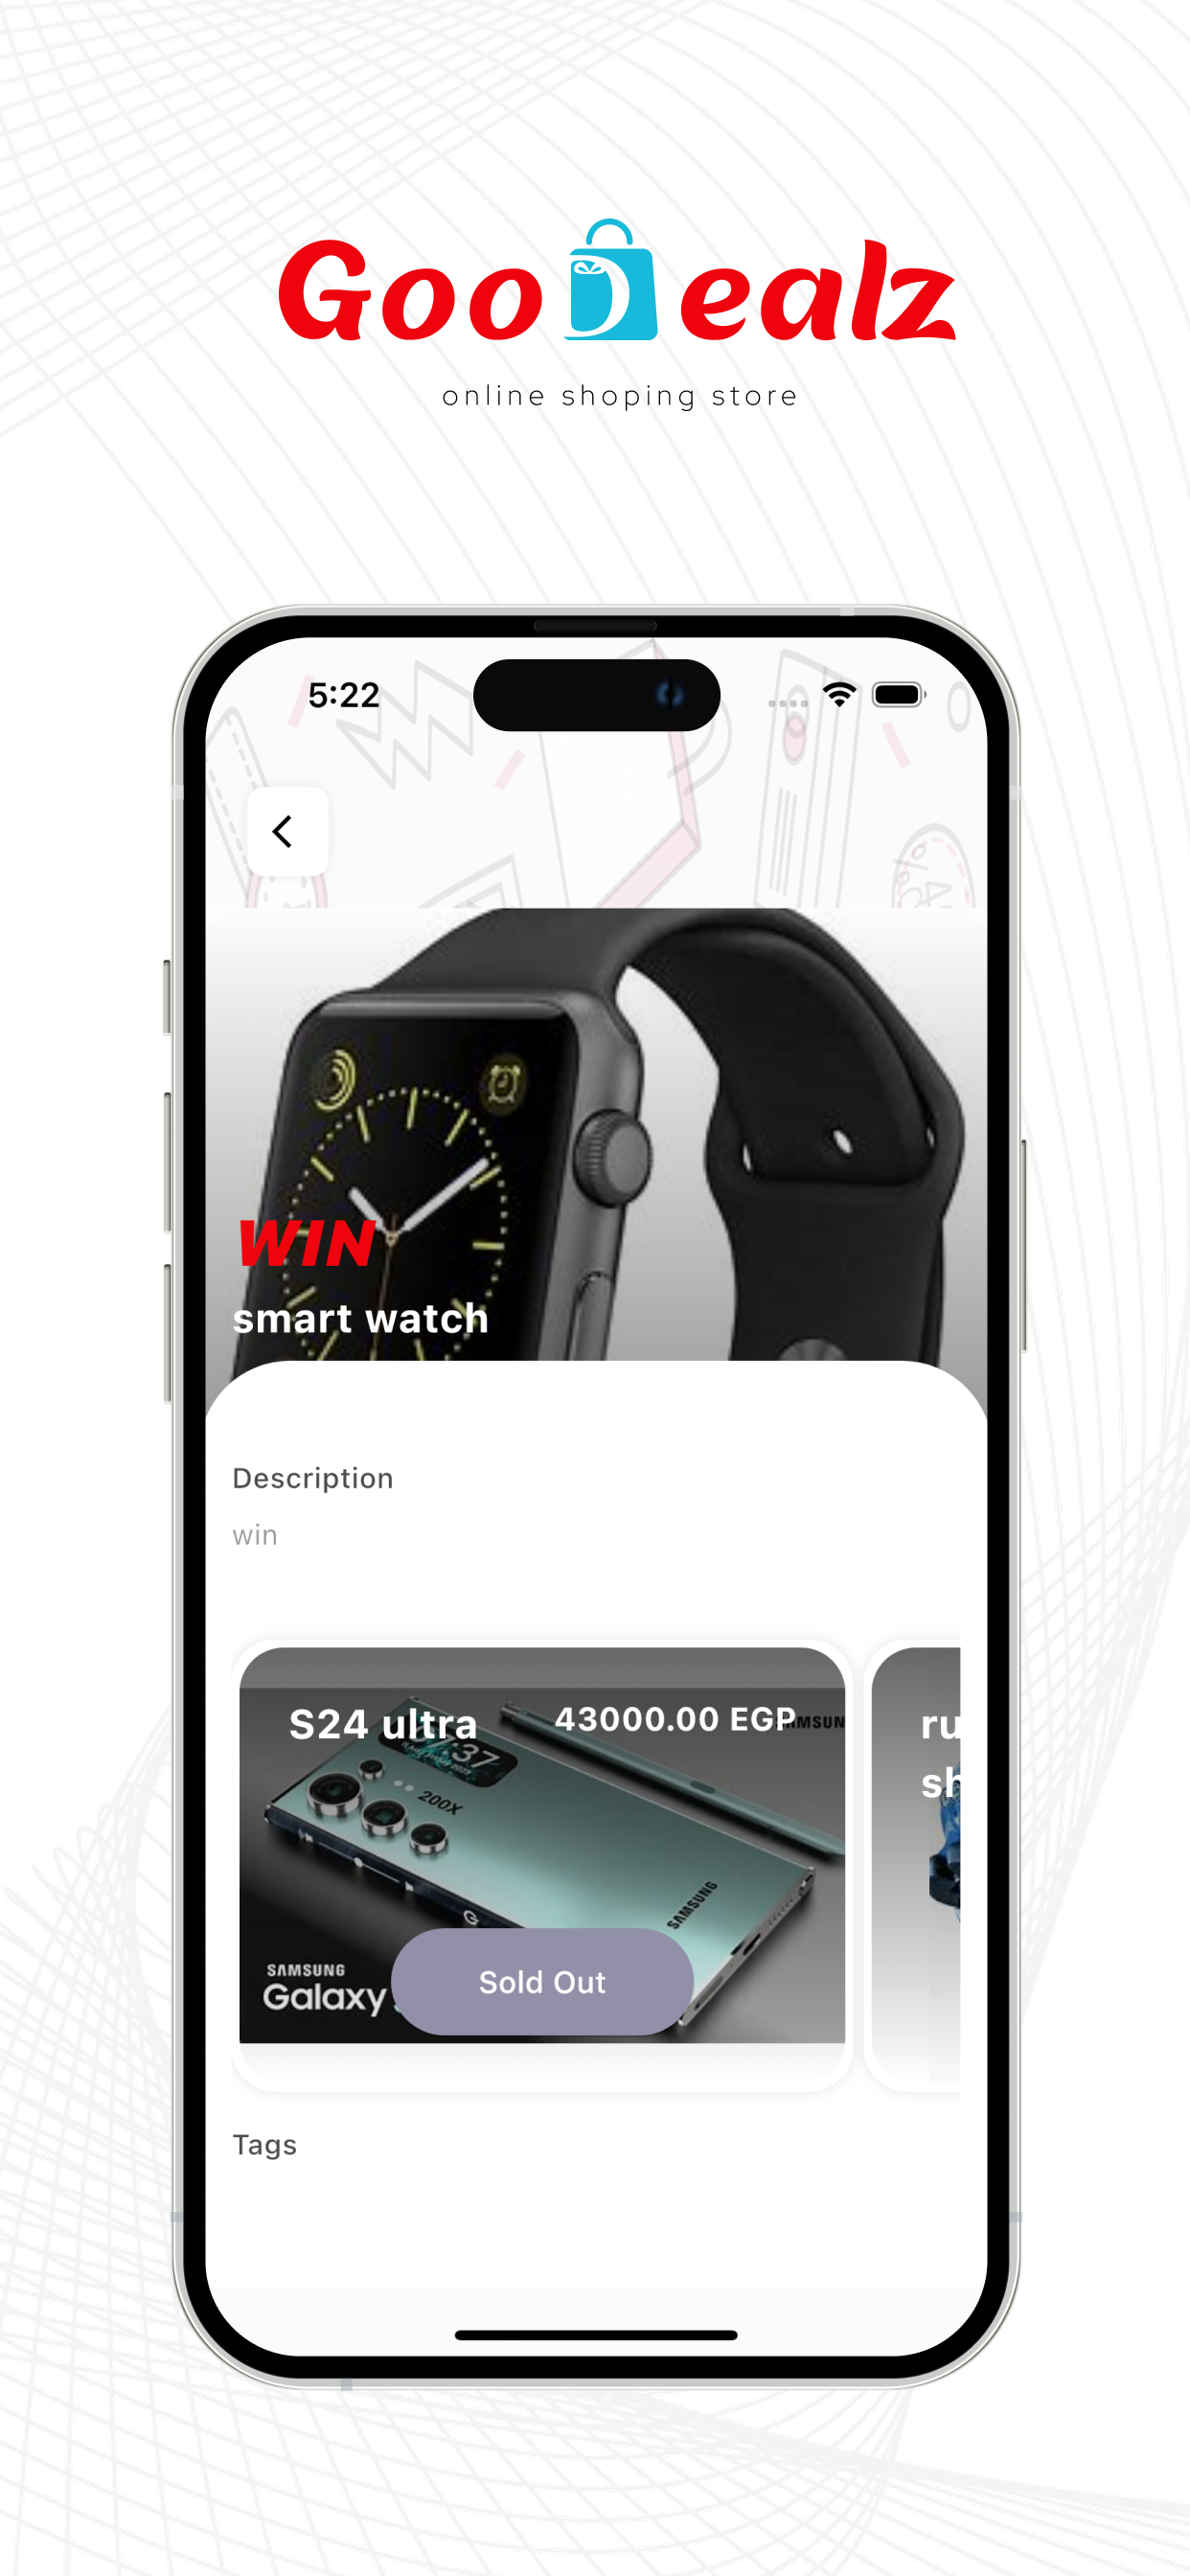 GooDealz
online shoping store
5:22
WIN
smart watch
Description
win
S24 ultra
43000.00 EGP
200X
SAMSUNG
SAMSUNG
Galaxy
Sold Out
ru
sh
Tags